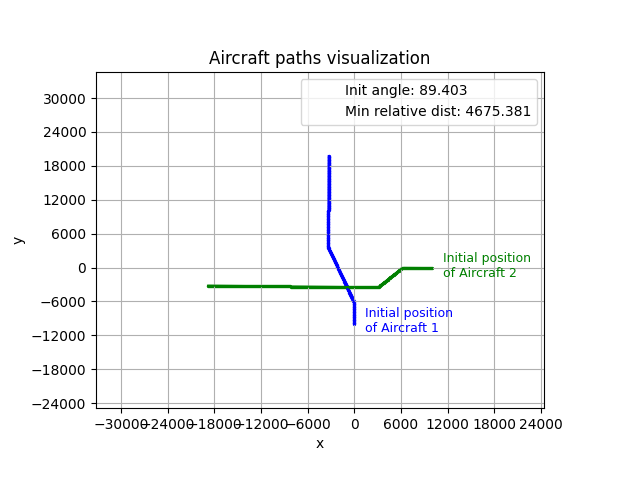 Aircraft paths visualization
Init angle: 89.403
Min relative dist: 4675.381
30000
24000
18000
12000
6000
0
−6000
−12000
−18000
−24000
y
Initial position
of Aircraft 2
Initial position
of Aircraft 1
−30000−24000−18000−12000−6000 0 6000 12000 18000 24000
x